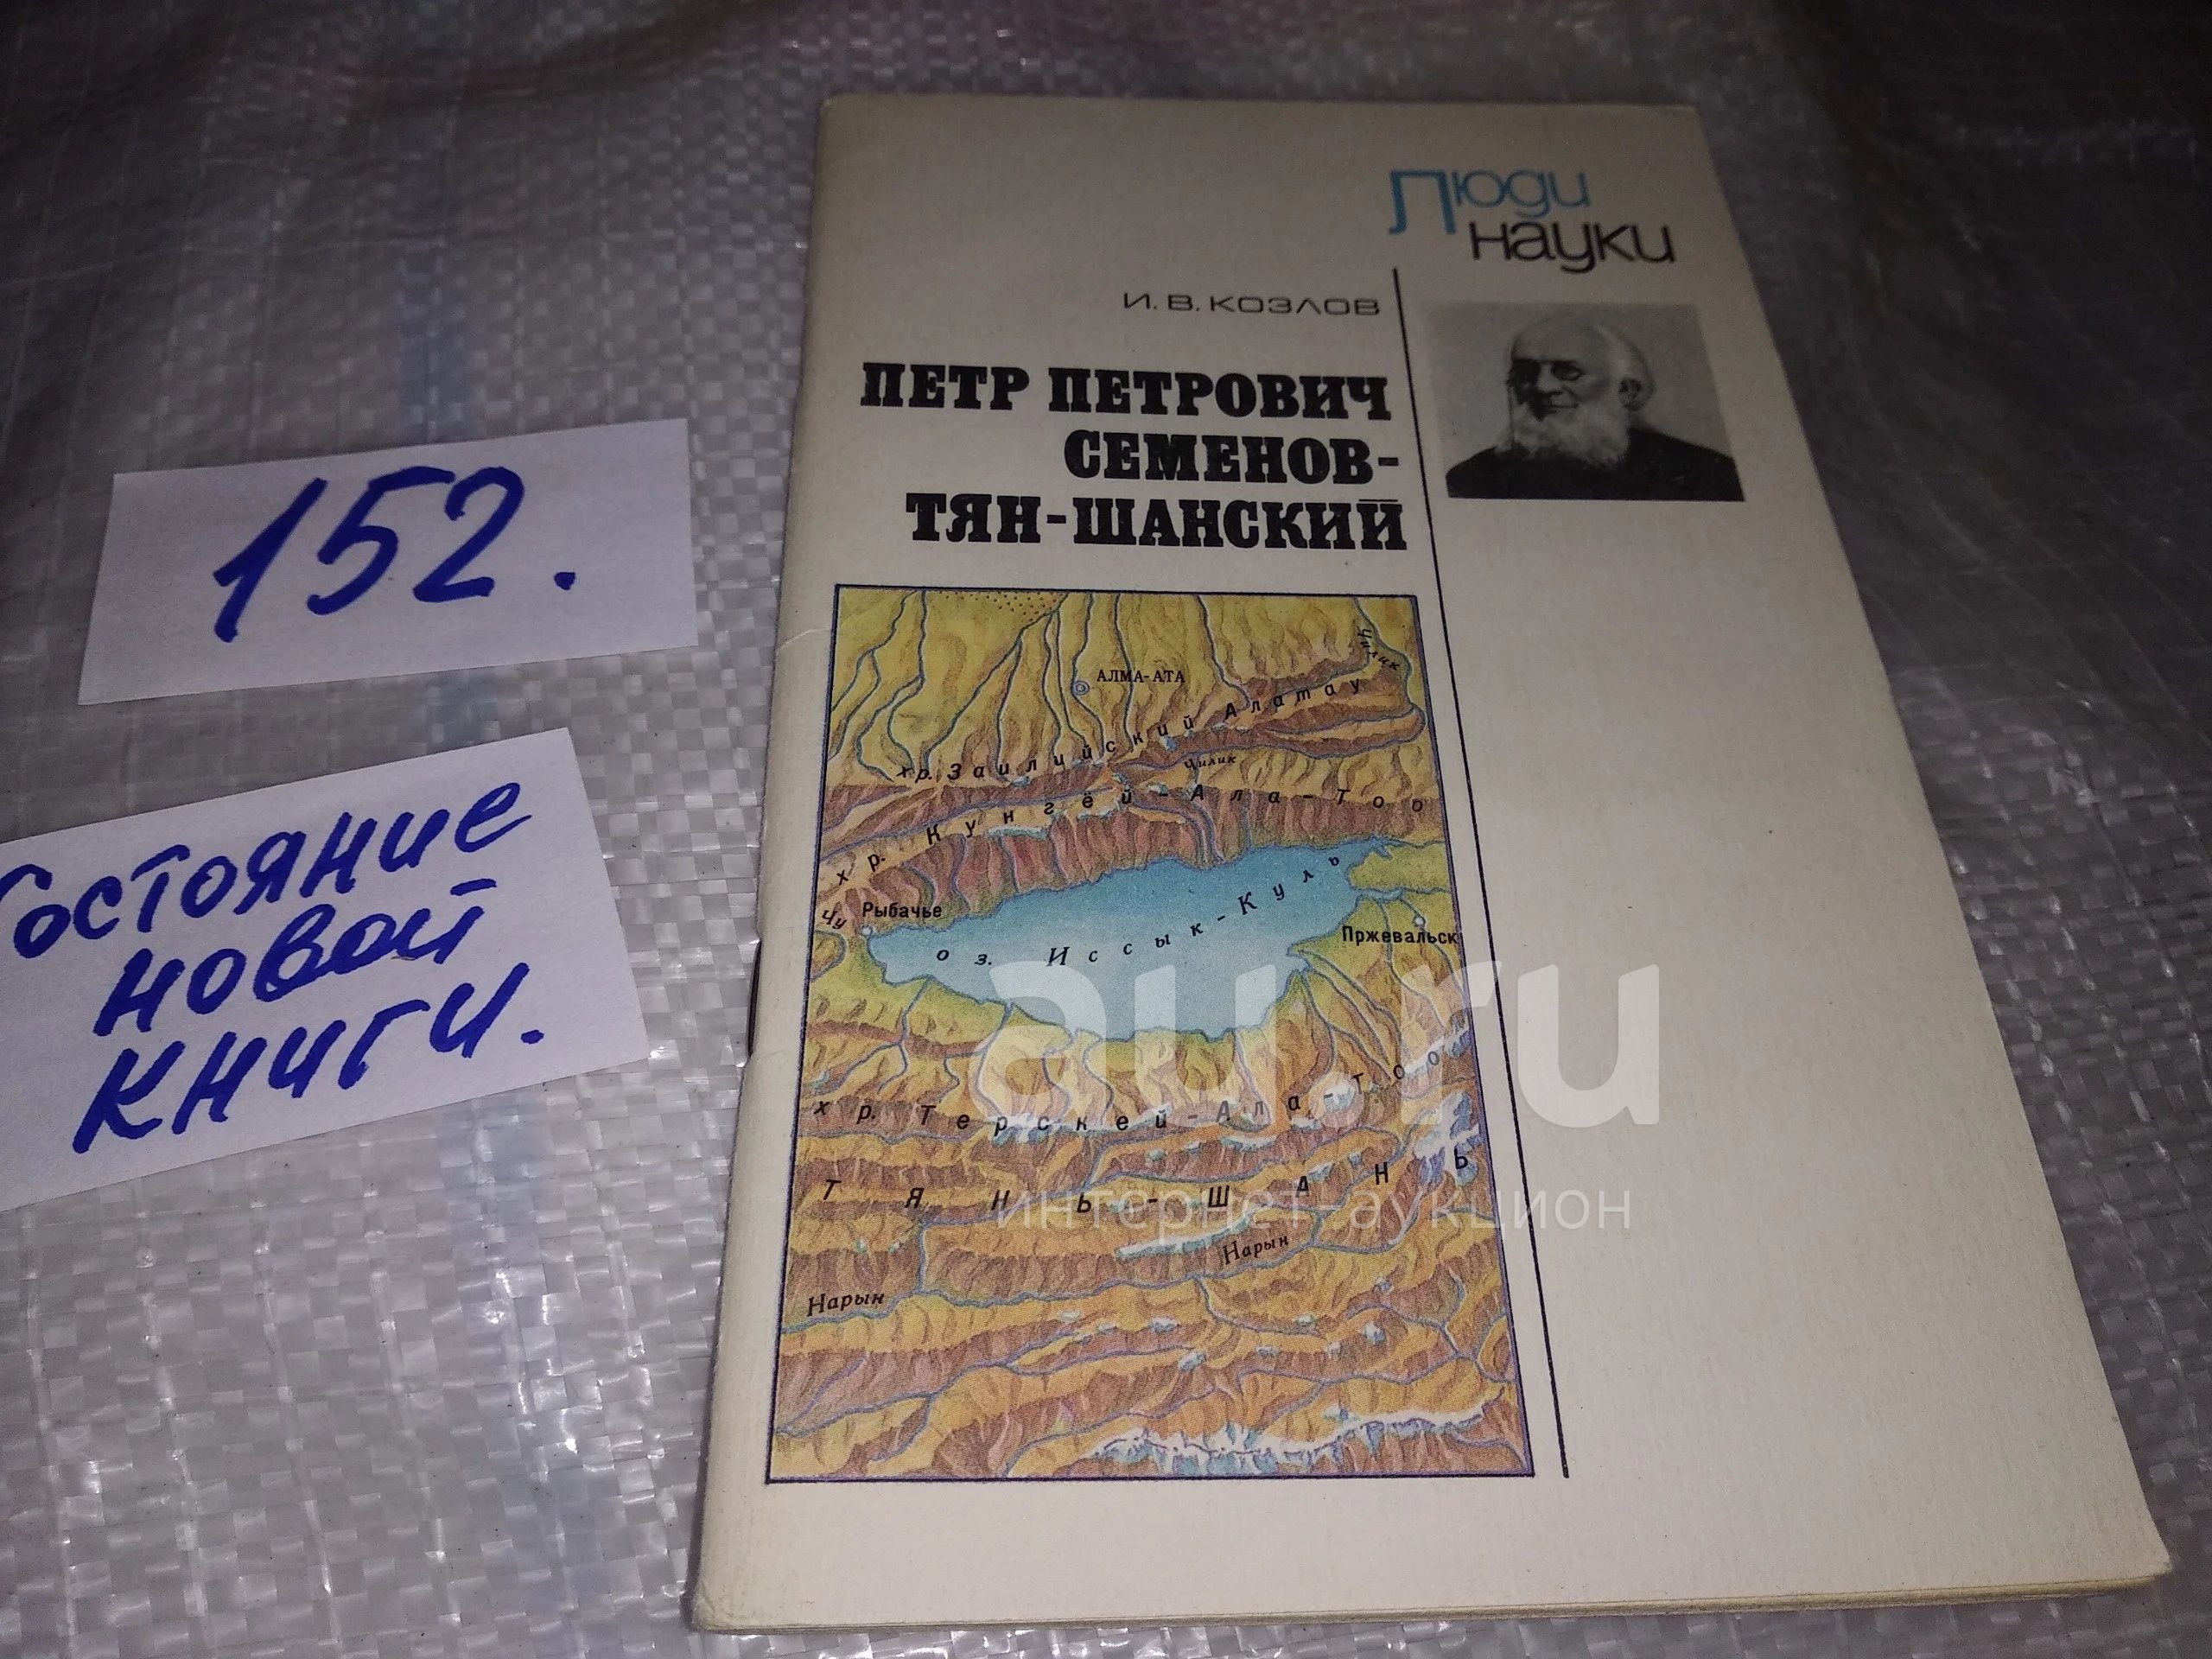 Люди
науки
И. В. КОЗЛОВ
ПЕТР ПЕТРОВИЧ
СЕМЕНОВ-
ТЯН-ШАНСКИЙ
152.
Состояние
новой
книги.
Чилик
АЛМА-АТА
хр. Заилийский Алатау
Чилик
хр. Кунгёй-Ала-Тоо
Чу
Рыбачье
оз. Иссык-Куль
Пржевальск
хр. Терскей-Ала-Тоо
ТЯНЬ-ШАНЬ
Нарын
Нарын
au.ru
интернет-аукцион